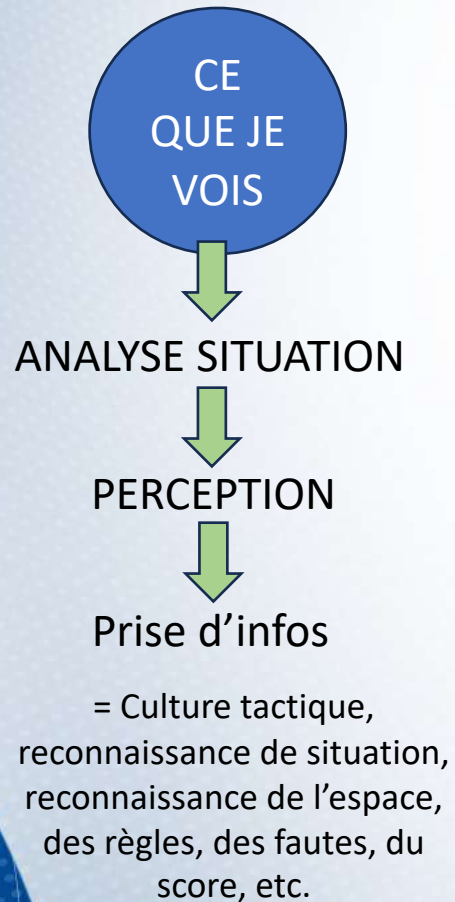 CE
QUE JE
VOIS
ANALYSE SITUATION
PERCEPTION
Prise d’infos
= Culture tactique,
reconnaissance de situation,
reconnaissance de l’espace,
des règles, des fautes, du
score, etc.